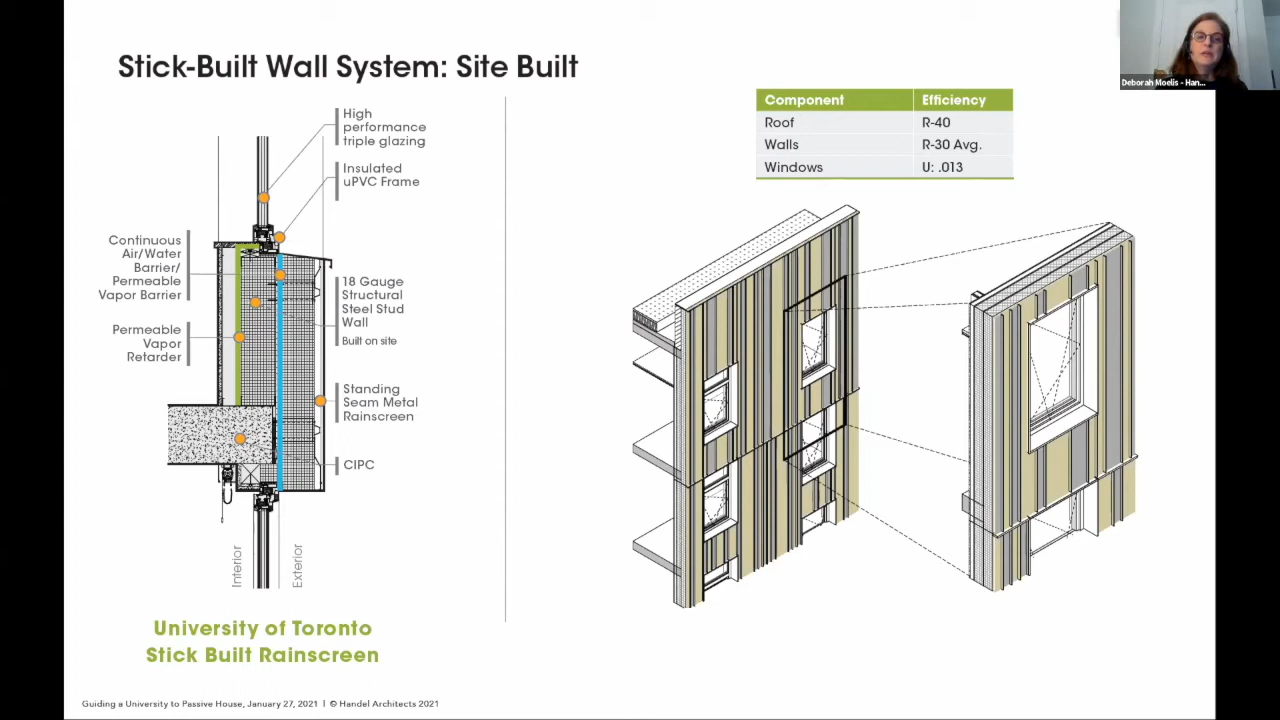 Stick-Built Wall System: Site Built
Deborah Moelis - Han...
High
performance
triple glazing
Insulated
uPVC Frame
Continuous
Air/Water
Barrier/
Permeable
Vapor Barrier
18 Gauge
Structural
Steel Stud
Wall
Built on site
Permeable
Vapor
Retarder
Standing
Seam Metal
Rainscreen
CIPC
Interior
Exterior
University of Toronto
Stick Built Rainscreen
Component Efficiency
Roof R-40
Walls R-30 Avg.
Windows U: .013
Guiding a University to Passive House, January 27, 2021 | © Handel Architects 2021